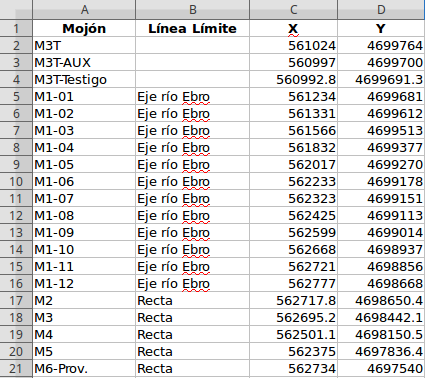 A B C D
1 Mojón Línea Límite X Y
2 M3T 561024 4699764
3 M3T-AUX 560997 4699700
4 M3T-Testigo 560992.8 4699691.3
5 M1-01 Eje río Ebro 561234 4699681
6 M1-02 Eje río Ebro 561331 4699612
7 M1-03 Eje río Ebro 561566 4699513
8 M1-04 Eje río Ebro 561832 4699377
9 M1-05 Eje río Ebro 562017 4699270
10 M1-06 Eje río Ebro 562233 4699178
11 M1-07 Eje río Ebro 562323 4699151
12 M1-08 Eje río Ebro 562425 4699113
13 M1-09 Eje río Ebro 562599 4699014
14 M1-10 Eje río Ebro 562668 4698937
15 M1-11 Eje río Ebro 562721 4698856
16 M1-12 Eje río Ebro 562777 4698668
17 M2 Recta 562717.8 4698650.4
18 M3 Recta 562695.2 4698442.1
19 M4 Recta 562501.1 4698150.5
20 M5 Recta 562375 4697836.4
21 M6-Prov. Recta 562734 4697540